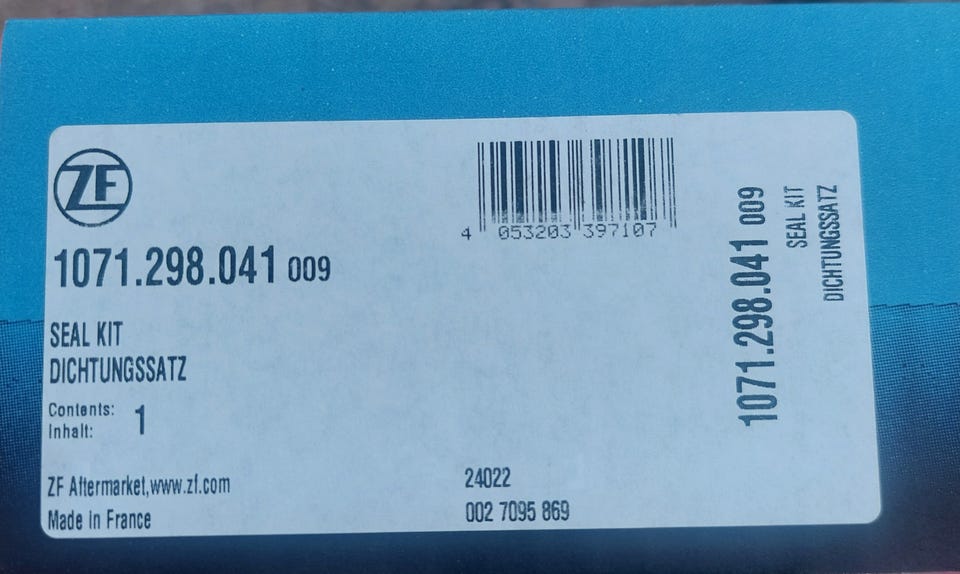 ZF
4 053203 397107
1071.298.041 009
SEAL KIT
DICHTUNGSSATZ
Contents: 1
Inhalt:
ZF Aftermarket,www.zf.com
Made in France
24022
002 7095 869
1071.298.041 009
SEAL KIT
DICHTUNGSSATZ